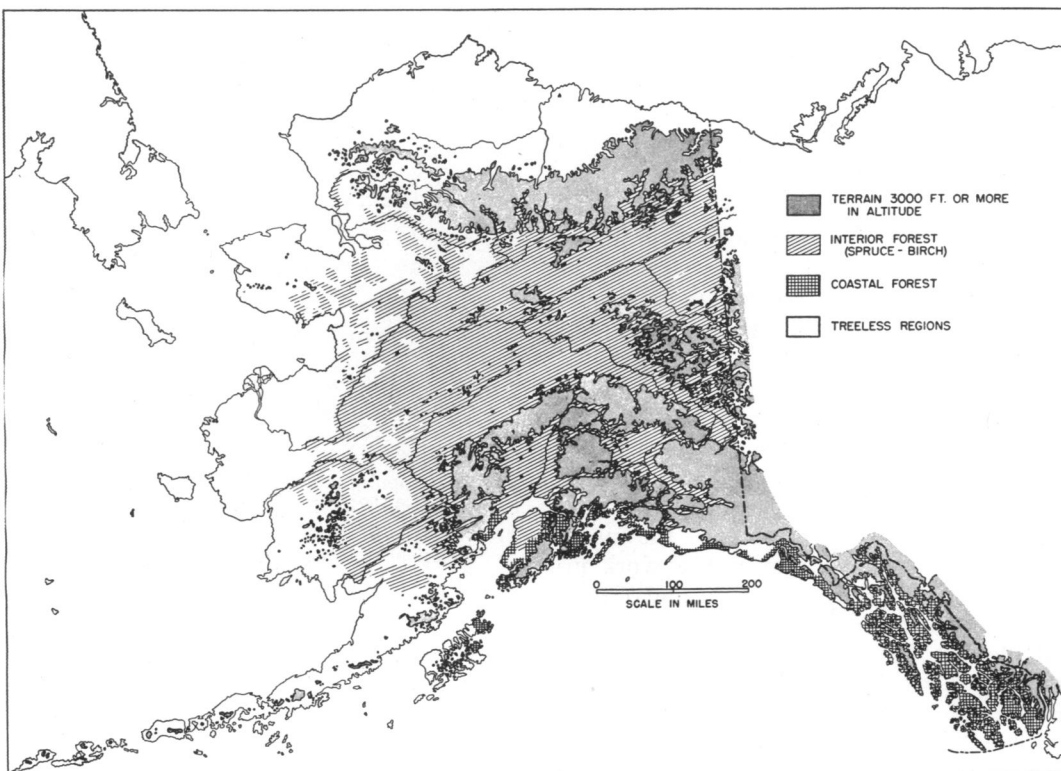 TERRAIN 3000 FT. OR MORE
IN ALTITUDE
INTERIOR FOREST
(SPRUCE - BIRCH)
COASTAL FOREST
TREELESS REGIONS
0 100 200
SCALE IN MILES